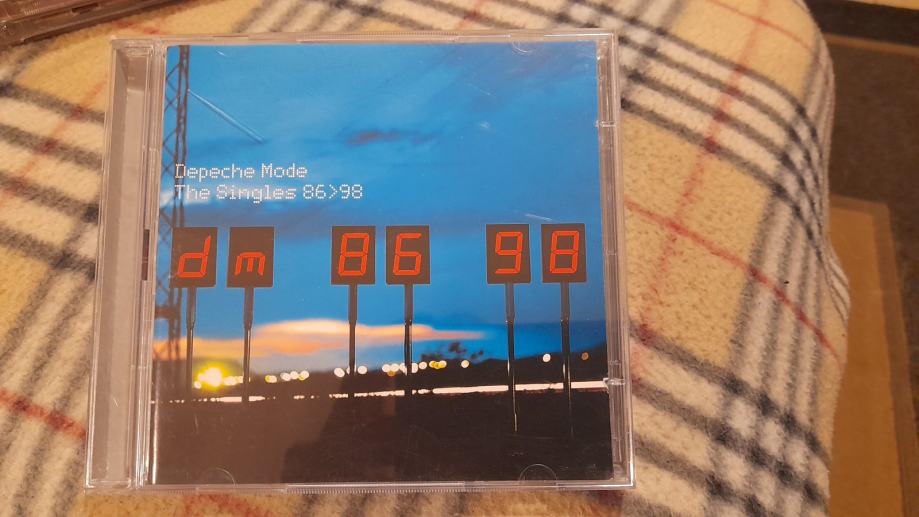 Depeche Mode
The Singles 86>98
dm 86 98